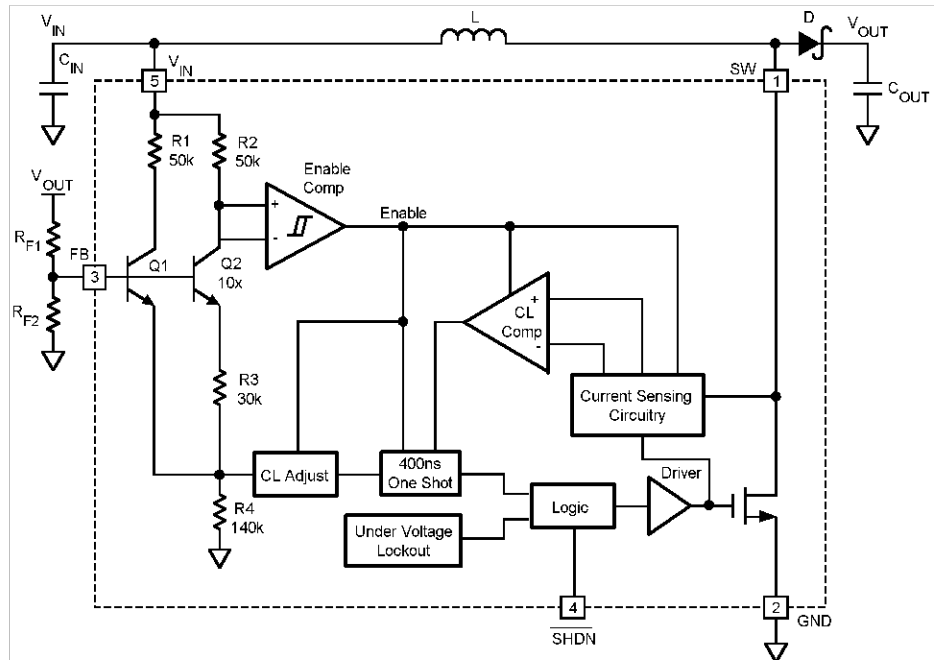 VIN
L
D
VOUT
CIN
VIN
5
SW
1
COUT
R1
50k
R2
50k
Enable
Comp
+
-
Enable
VOUT
RF1
FB
3
Q1
Q2
10x
RF2
CL
Comp
+
-
R3
30k
Current Sensing
Circuitry
CL Adjust
400ns
One Shot
Driver
R4
140k
Logic
Under Voltage
Lockout
4
SHDN
2
GND